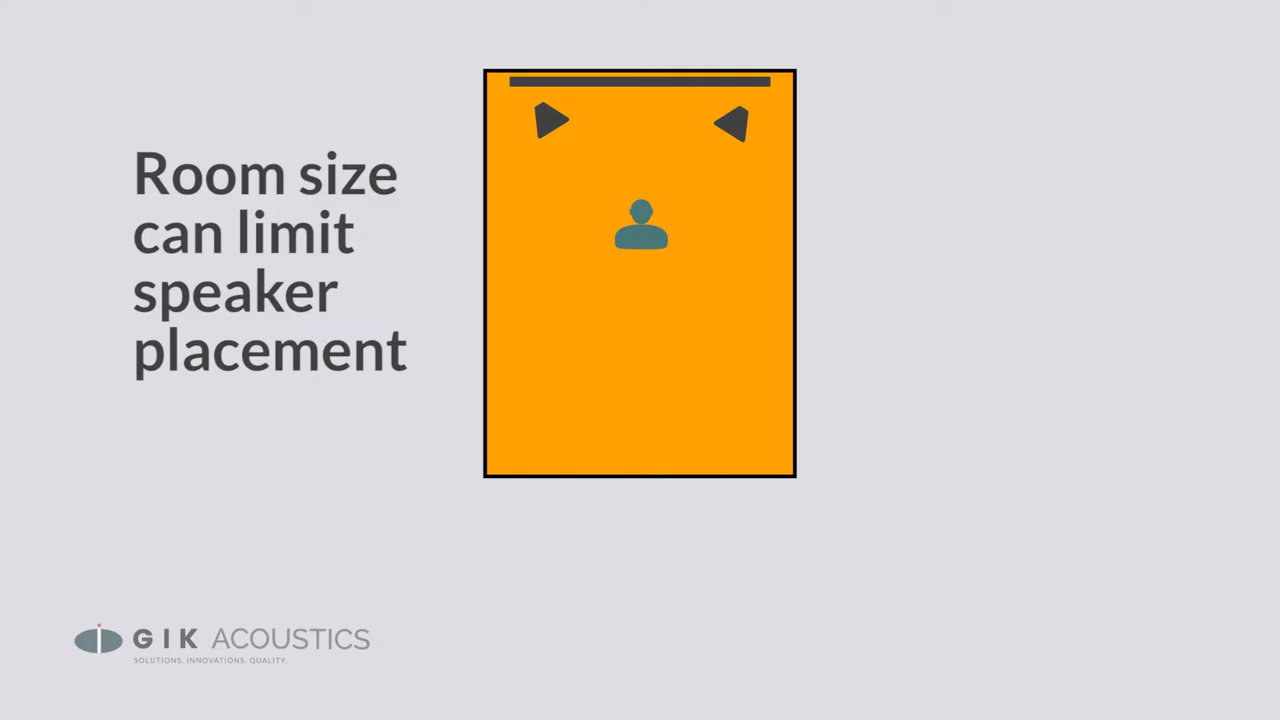 Room size
can limit
speaker
placement
GIK ACOUSTICS
SOLUTIONS. INNOVATIONS. QUALITY.